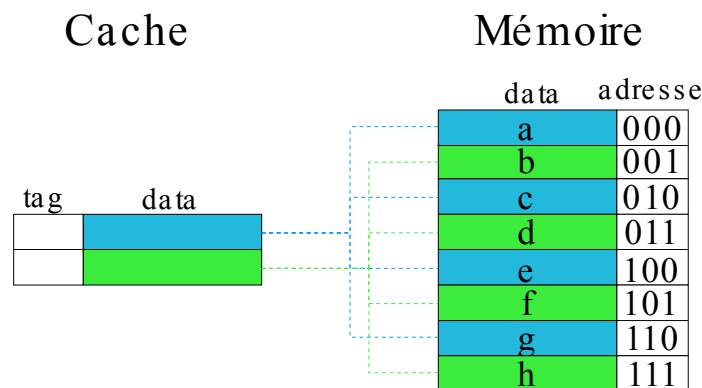 Cache
Mémoire
data adresse
a 000
b 001
tag data
c 010
d 011
e 100
f 101
g 110
h 111